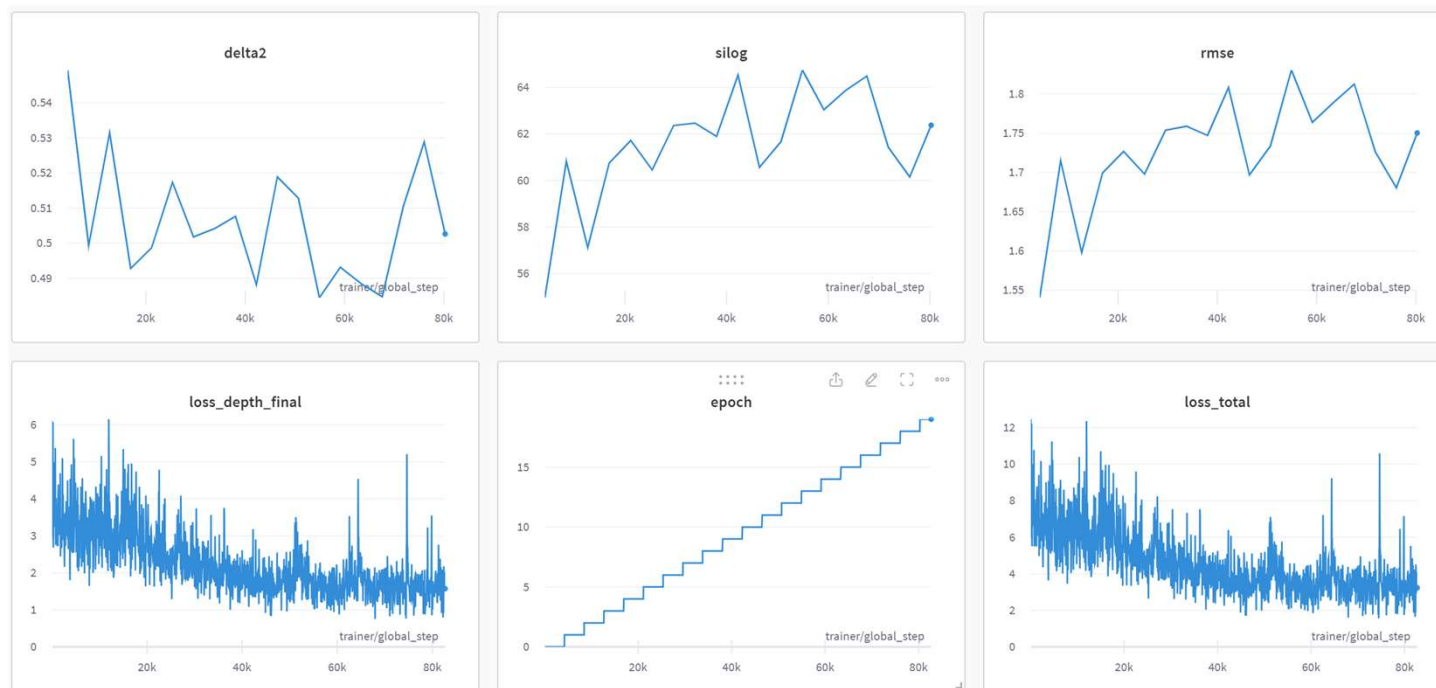 delta2
0.54
0.53
0.52
0.51
0.5
0.49
trainer/global_step
20k 40k 60k 80k
silog
64
62
60
58
56
trainer/global_step
20k 40k 60k 80k
rmse
1.8
1.75
1.7
1.65
1.6
1.55
trainer/global_step
20k 40k 60k 80k
loss_depth_final
6
5
4
3
2
1
0
trainer/global_step
20k 40k 60k 80k
epoch
15
10
5
0
trainer/global_step
20k 40k 60k 80k
loss_total
12
10
8
6
4
2
0
trainer/global_step
20k 40k 60k 80k